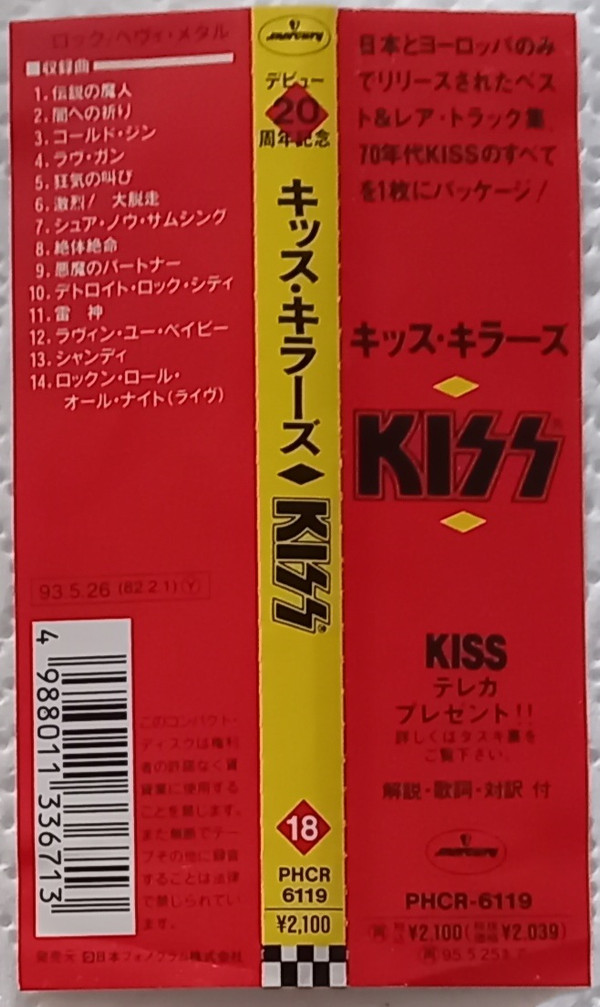 ロック/ヘヴィ・メタル
■収録曲
1. 伝説の魔人
2. 闇への祈り
3. コールド・ジン
4. ラヴ・ガン
5. 狂気の叫び
6. 激烈! 大脱走
7. シュア・ノウ・サムシング
8. 絶体絶命
9. 悪魔のパートナー
10. デトロイト・ロック・シティ
11. 雷 神
12. ラヴィン・ユー・ベイビー
13. シャンディ
14. ロックン・ロール・
オール・ナイト(ライヴ)
93.5.26 (82.2.1) Ⓨ
4 988011 336713
このコンパクト・
ディスクは権利
者の許諾なく賃
貸業に使用する
ことを禁じます。
また無断でテー
プその他に録音
することは法律
で禁じられてい
ます。
発売元 日本フォノグラム株式会社
mercury
デビュー
20
周年記念
キッス・キラーズ
KISS
18
PHCR
6119
¥2,100
日本とヨーロッパのみ
でリリースされたベス
ト&レア・トラック集。
70年代KISSのすべて
を1枚にパッケージ!
キッス・キラーズ
KISS
KISS
テレカ
プレゼント!!
詳しくはタスキ裏を
ご覧下さい。
解説・歌詞・対訳 付
mercury
PHCR-6119
¥2,100 ¥2,039)